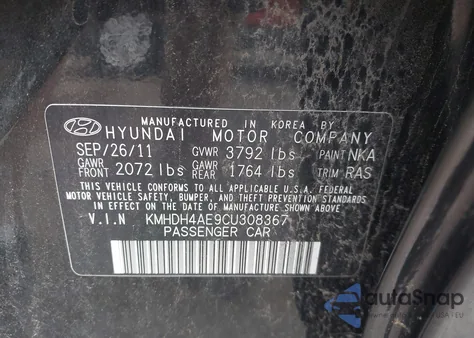 MANUFACTURED IN KOREA BY
HYUNDAI MOTOR COMPANY
SEP/26/11 GVWR 3792 lbs PAINT NKA
GAWR FRONT 2072 lbs GAWR REAR 1764 lbs TRIM RAS
THIS VEHICLE CONFORMS TO ALL APPLICABLE U.S.A. FEDERAL
MOTOR VEHICLE SAFETY, BUMPER, AND THEFT PREVENTION STANDARDS
IN EFFECT ON THE DATE OF MANUFACTURE SHOWN ABOVE.
V.I.N KMHDH4AE9CU308367
PASSENGER CAR
autoSnap